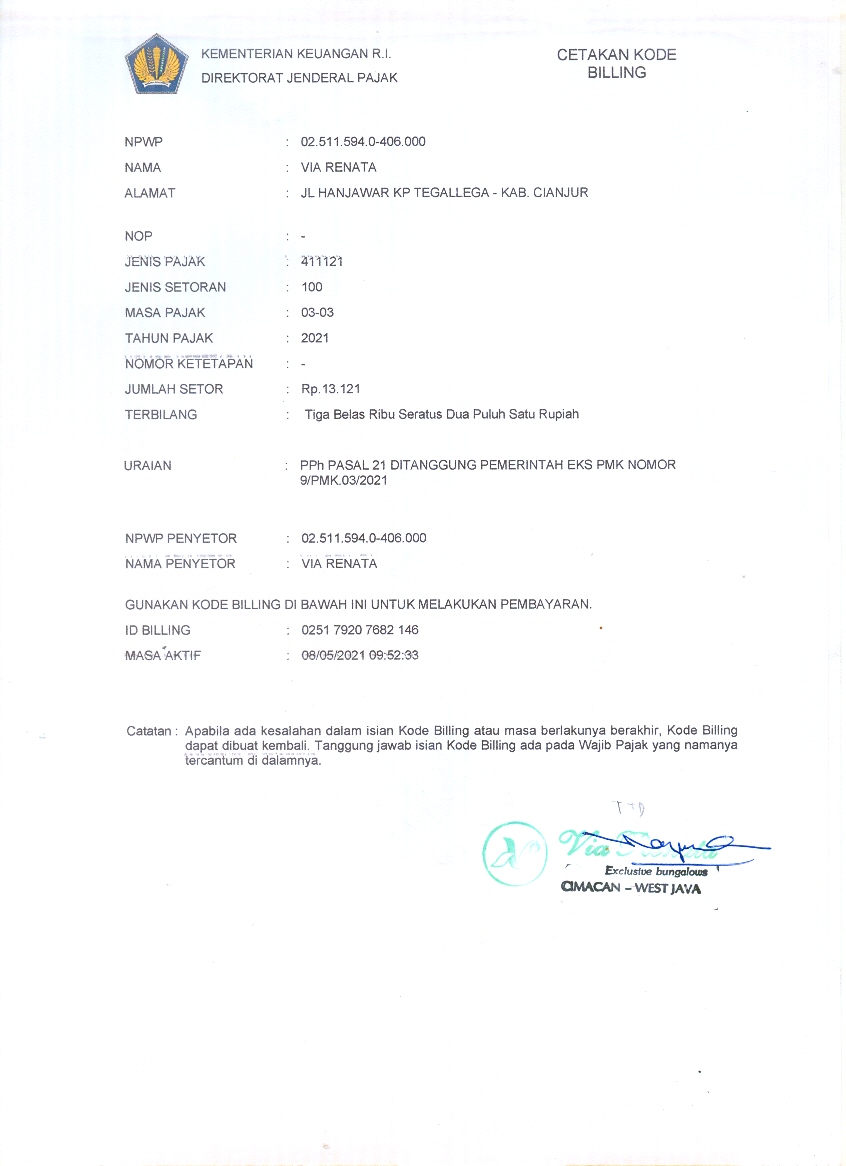 KEMENTERIAN KEUANGAN R.I.
DIREKTORAT JENDERAL PAJAK
CETAKAN KODE
BILLING
NPWP : 02.511.594.0-406.000
NAMA : VIA RENATA
ALAMAT : JL HANJAWAR KP TEGALLEGA - KAB. CIANJUR
NOP : -
JENIS PAJAK : 411121
JENIS SETORAN : 100
MASA PAJAK : 03-03
TAHUN PAJAK : 2021
NOMOR KETETAPAN : -
JUMLAH SETOR : Rp.13.121
TERBILANG : Tiga Belas Ribu Seratus Dua Puluh Satu Rupiah
URAIAN : PPh PASAL 21 DITANGGUNG PEMERINTAH EKS PMK NOMOR
9/PMK.03/2021
NPWP PENYETOR : 02.511.594.0-406.000
NAMA PENYETOR : VIA RENATA
GUNAKAN KODE BILLING DI BAWAH INI UNTUK MELAKUKAN PEMBAYARAN.
ID BILLING : 0251 7920 7682 146
MASA AKTIF : 08/05/2021 09:52:33
Catatan : Apabila ada kesalahan dalam isian Kode Billing atau masa berlakunya berakhir, Kode Billing
dapat dibuat kembali. Tanggung jawab isian Kode Billing ada pada Wajib Pajak yang namanya
tercantum di dalamnya.
TTD
Via Renata
Exclusive bungalows
CIMACAN - WEST JAVA